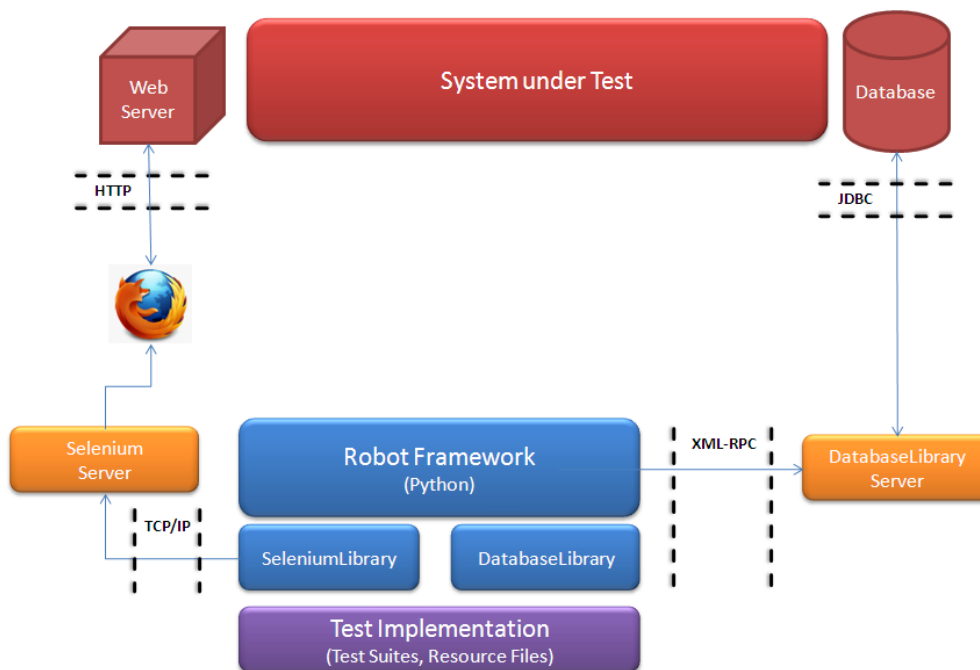 Web
Server
System under Test
Database
HTTP
JDBC
Selenium
Server
Robot Framework
(Python)
XML-RPC
DatabaseLibrary
Server
TCP/IP
SeleniumLibrary
DatabaseLibrary
Test Implementation
(Test Suites, Resource Files)